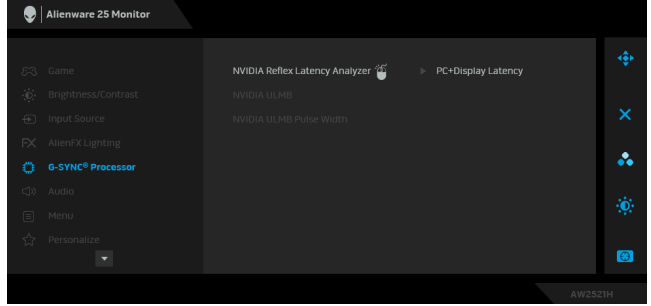 Alienware 25 Monitor
Game
Brightness/Contrast
Input Source
AlienFX Lighting
G-SYNC® Processor
Audio
Menu
Personalize
NVIDIA Reflex Latency Analyzer PC+Display Latency
NVIDIA ULMB
NVIDIA ULMB Pulse Width
AW2521H